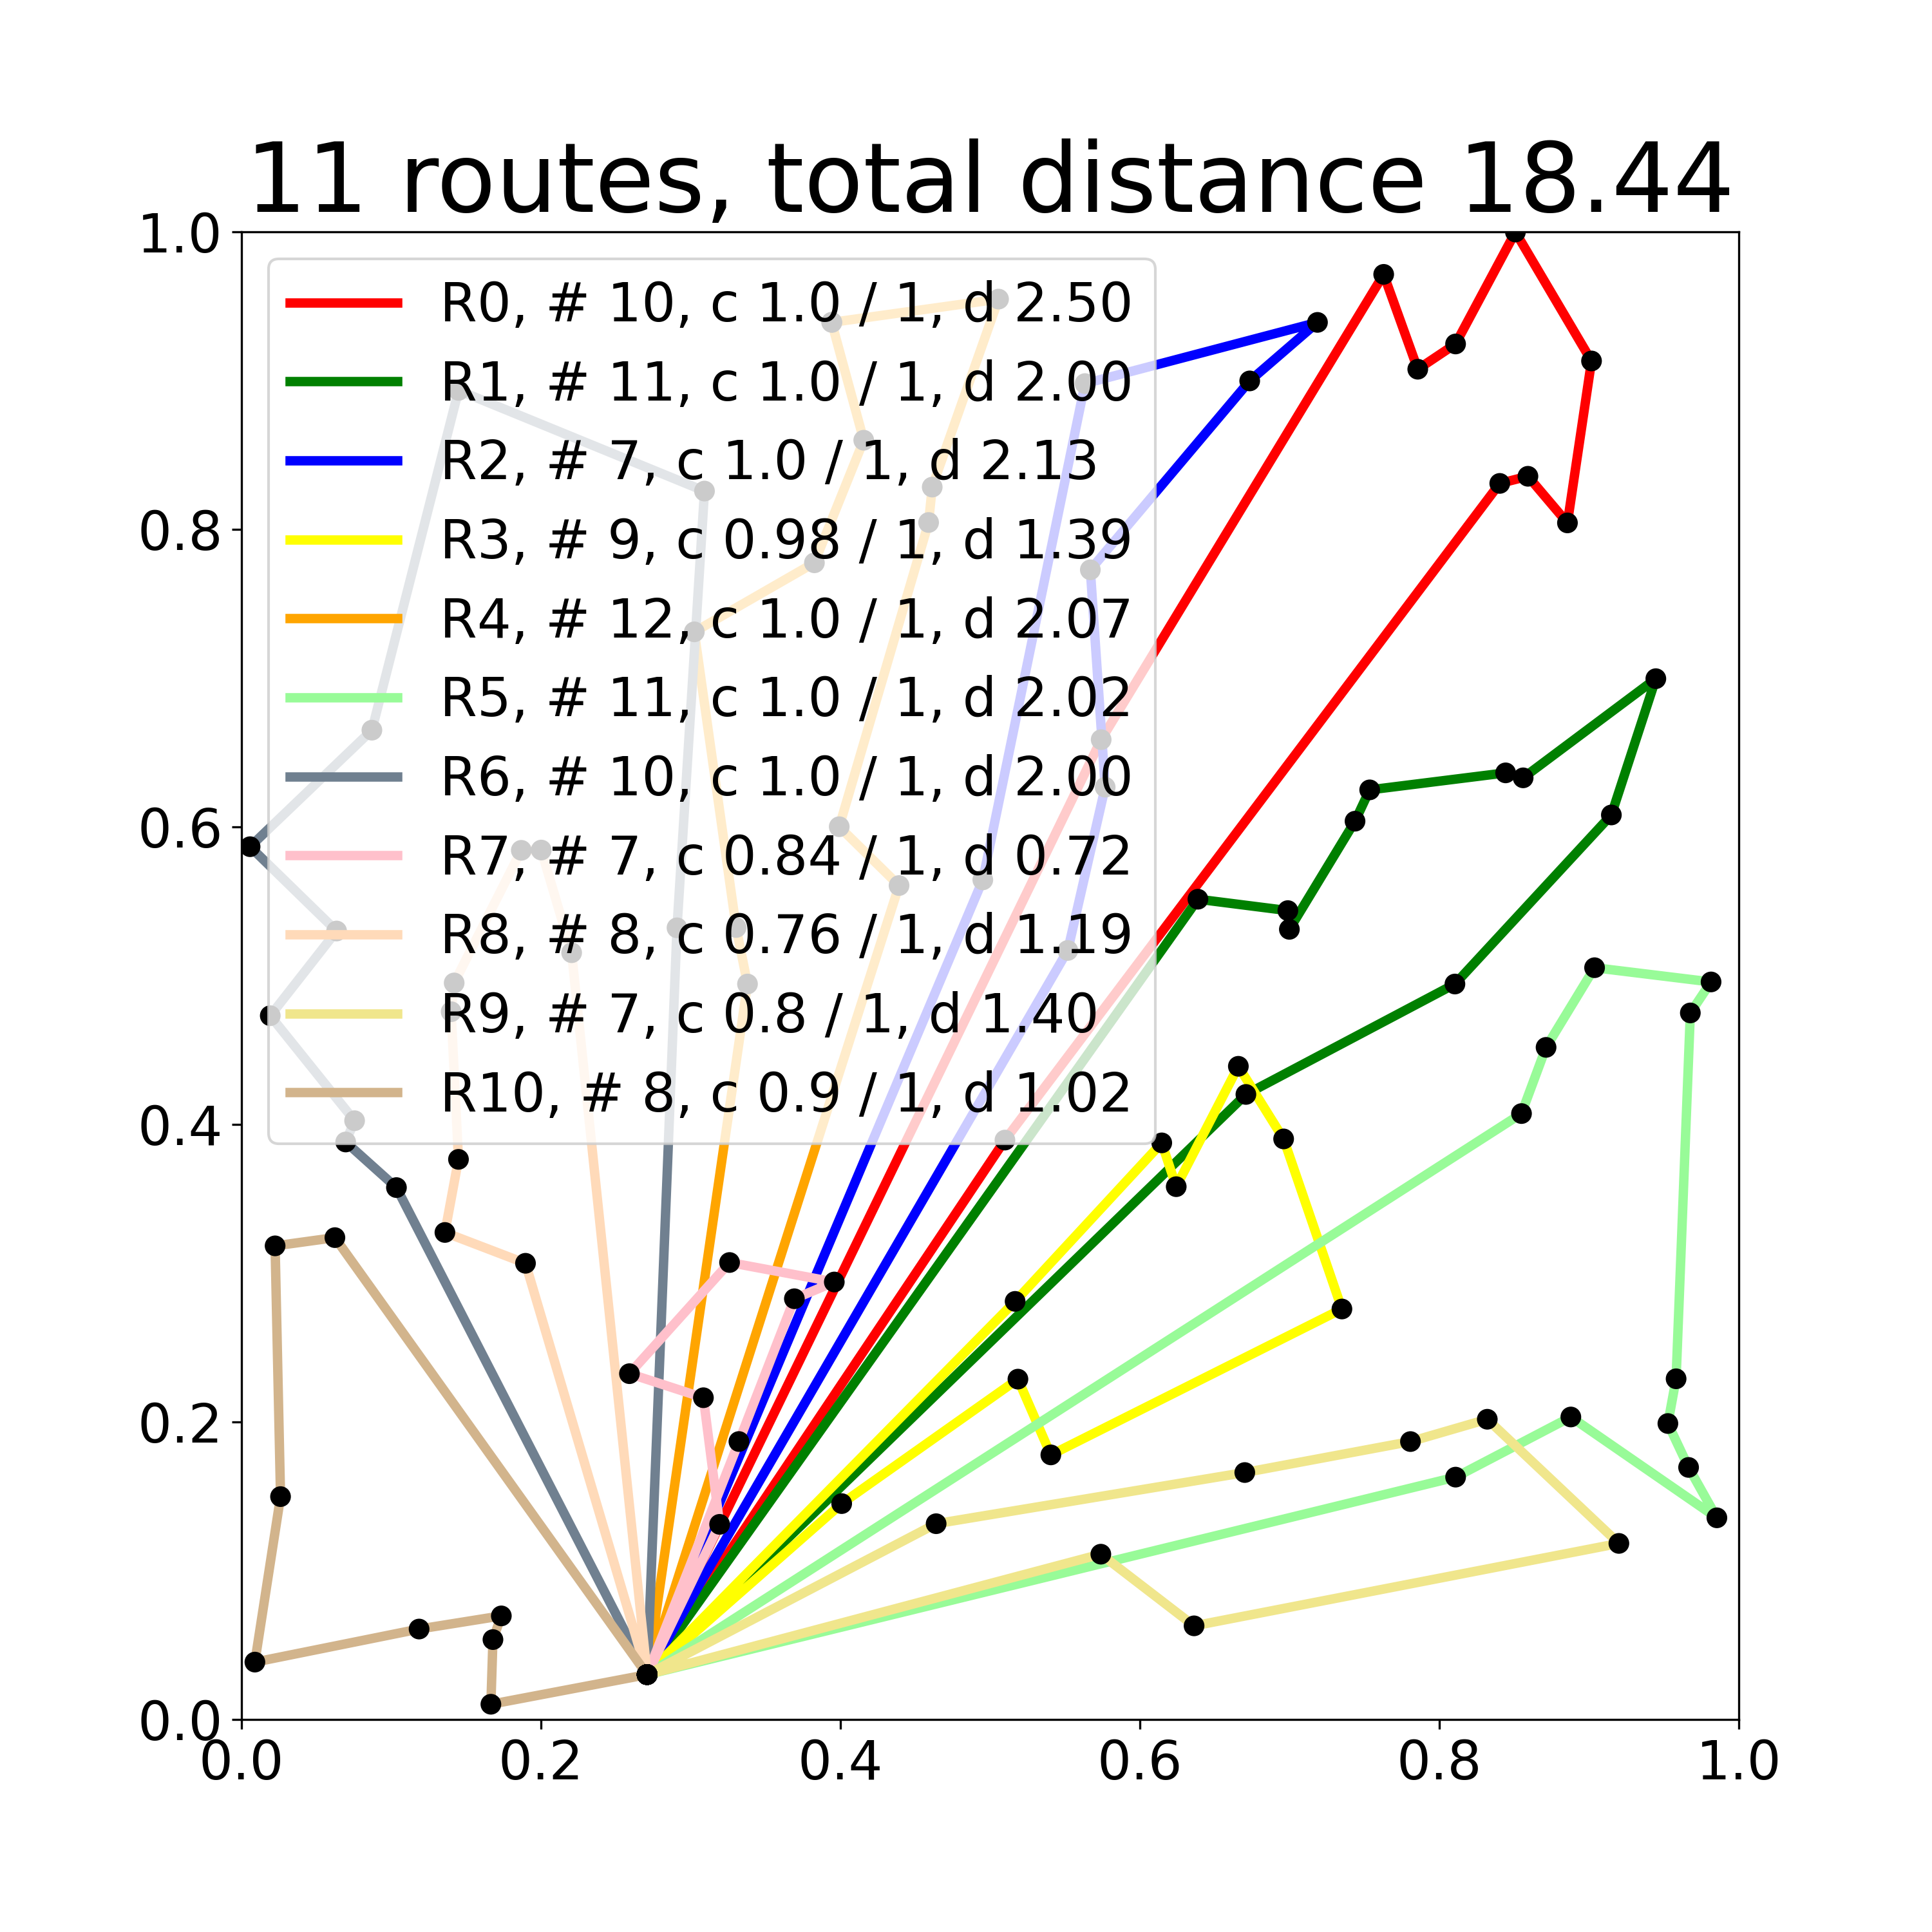 11 routes, total distance 18.44
1.0
0.8
0.6
0.4
0.2
0.0
R0, # 10, c 1.0 / 1, d 2.50
R1, # 11, c 1.0 / 1, d 2.00
R2, # 7, c 1.0 / 1, d 2.13
R3, # 9, c 0.98 / 1, d 1.39
R4, # 12, c 1.0 / 1, d 2.07
R5, # 11, c 1.0 / 1, d 2.02
R6, # 10, c 1.0 / 1, d 2.00
R7, # 7, c 0.84 / 1, d 0.72
R8, # 8, c 0.76 / 1, d 1.19
R9, # 7, c 0.8 / 1, d 1.40
R10, # 8, c 0.9 / 1, d 1.02
0.0 0.2 0.4 0.6 0.8 1.0